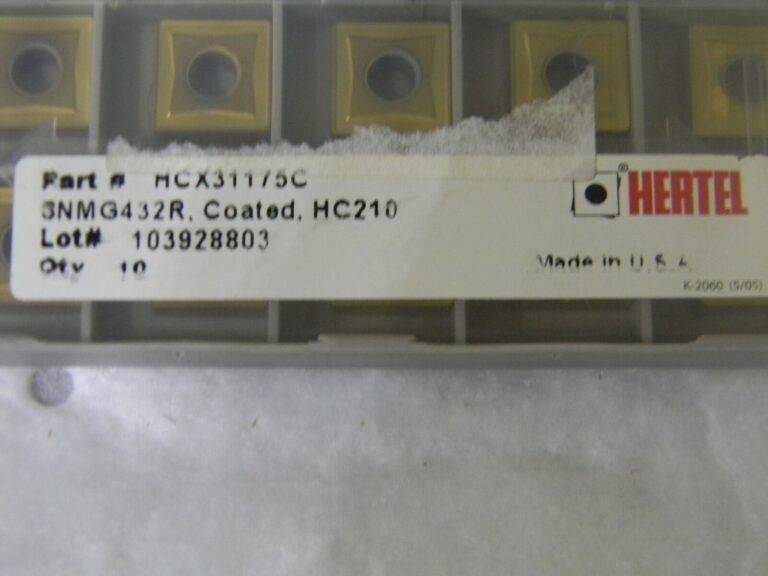 Part # HCX31175C
SNMG432R, Coated, HC210
Lot# 103928803
Qty 10
® HERTEL
Made in U.S.A.
K-2060 (5/05)